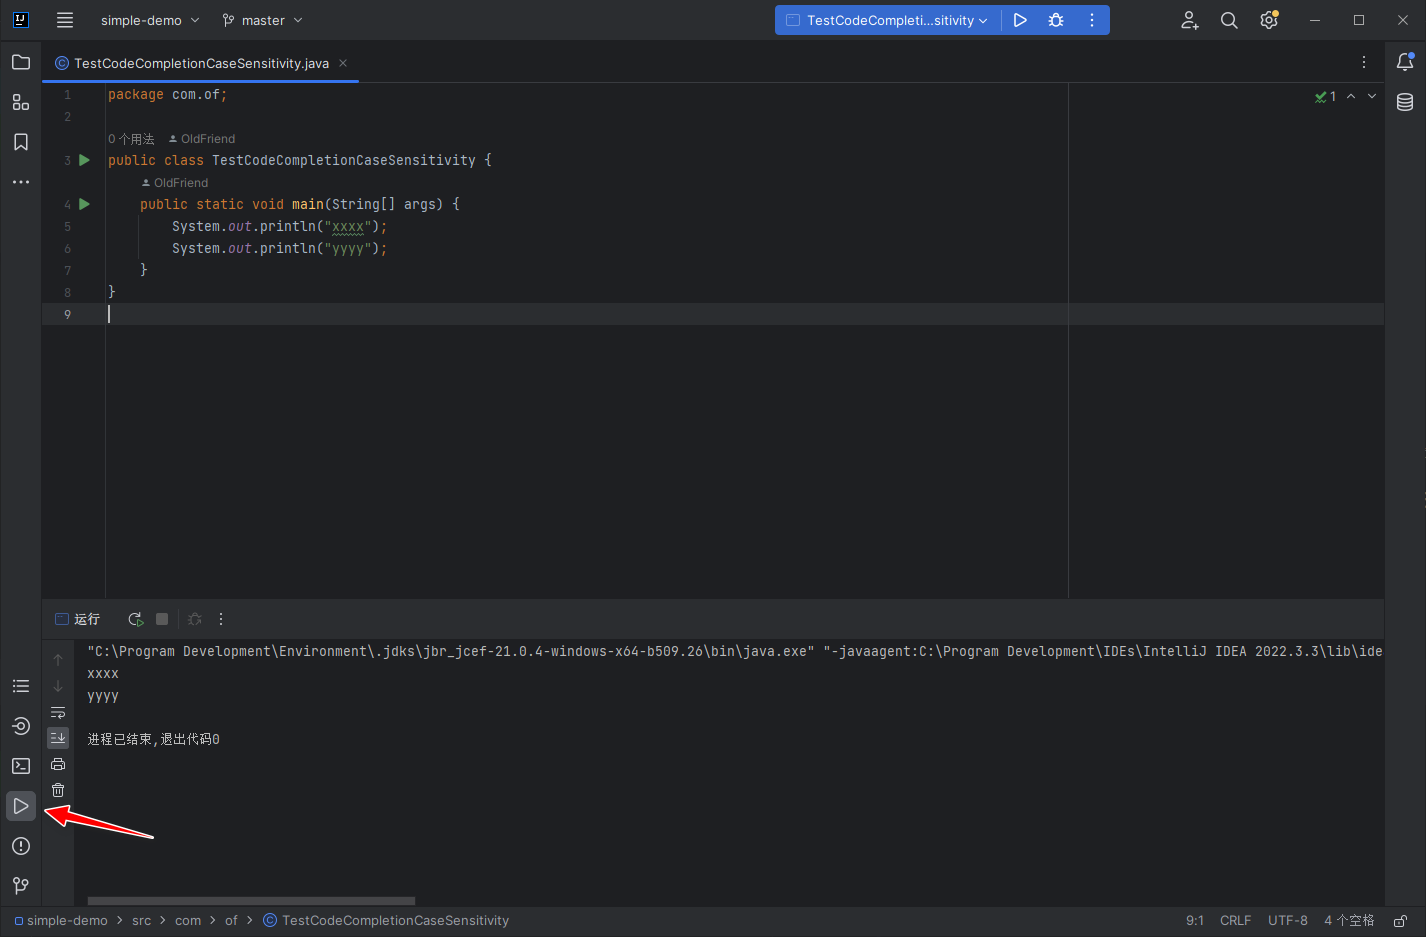 IJ
simple-demo
master
TestCodeCompleti...sitivity
TestCodeCompletionCaseSensitivity.java
1
1 package com.of;
2
0 个用法 OldFriend
3 public class TestCodeCompletionCaseSensitivity {
OldFriend
4 public static void main(String[] args) {
5 System.out.println("xxxx");
6 System.out.println("yyyy");
7 }
8 }
9
运行
"C:\Program Development\Environment\.jdks\jbr_jcef-21.0.4-windows-x64-b509.26\bin\java.exe" "-javaagent:C:\Program Development\IDEs\IntelliJ IDEA 2022.3.3\lib\ide
xxxx
yyyy
进程已结束,退出代码0
simple-demo > src > com > of > TestCodeCompletionCaseSensitivity
9:1 CRLF UTF-8 4 个空格